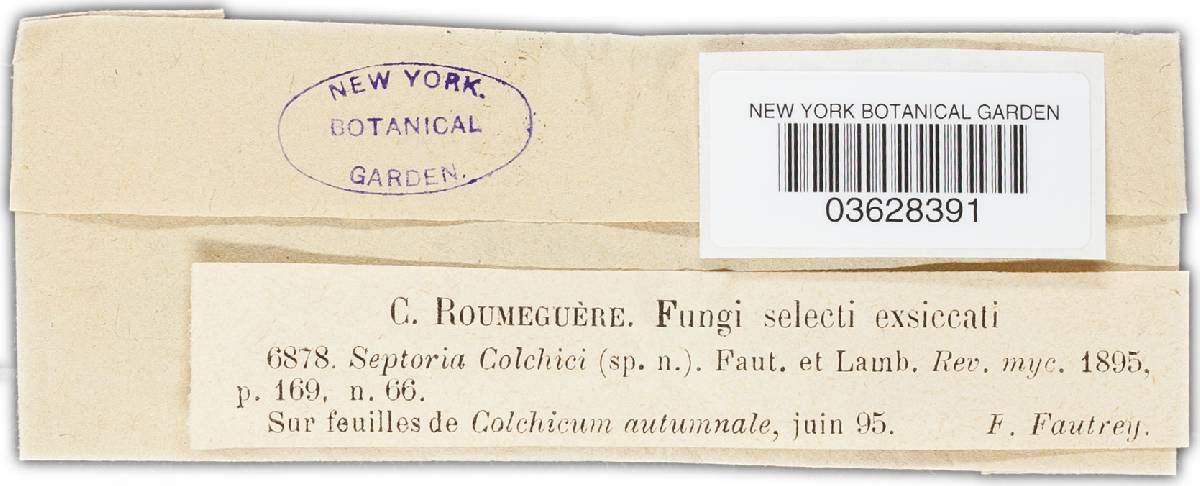 NEW YORK.
BOTANICAL
GARDEN.
NEW YORK BOTANICAL GARDEN
03628391
C. ROUMEGUÈRE. Fungi selecti exsiccati
6878. Septoria Colchici (sp. n.). Faut. et Lamb. Rev. myc. 1895,
p. 169, n. 66.
Sur feuilles de Colchicum autumnale, juin 95. F. Fautrey.